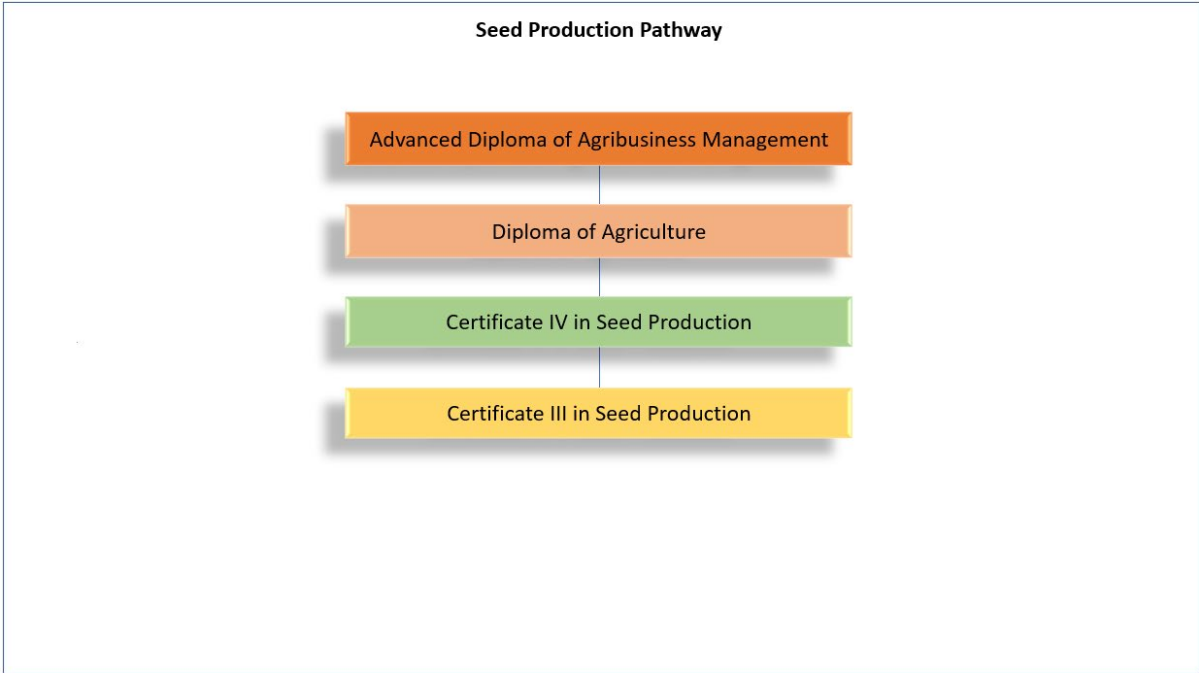 Seed Production Pathway
Advanced Diploma of Agribusiness Management
Diploma of Agriculture
Certificate IV in Seed Production
Certificate III in Seed Production